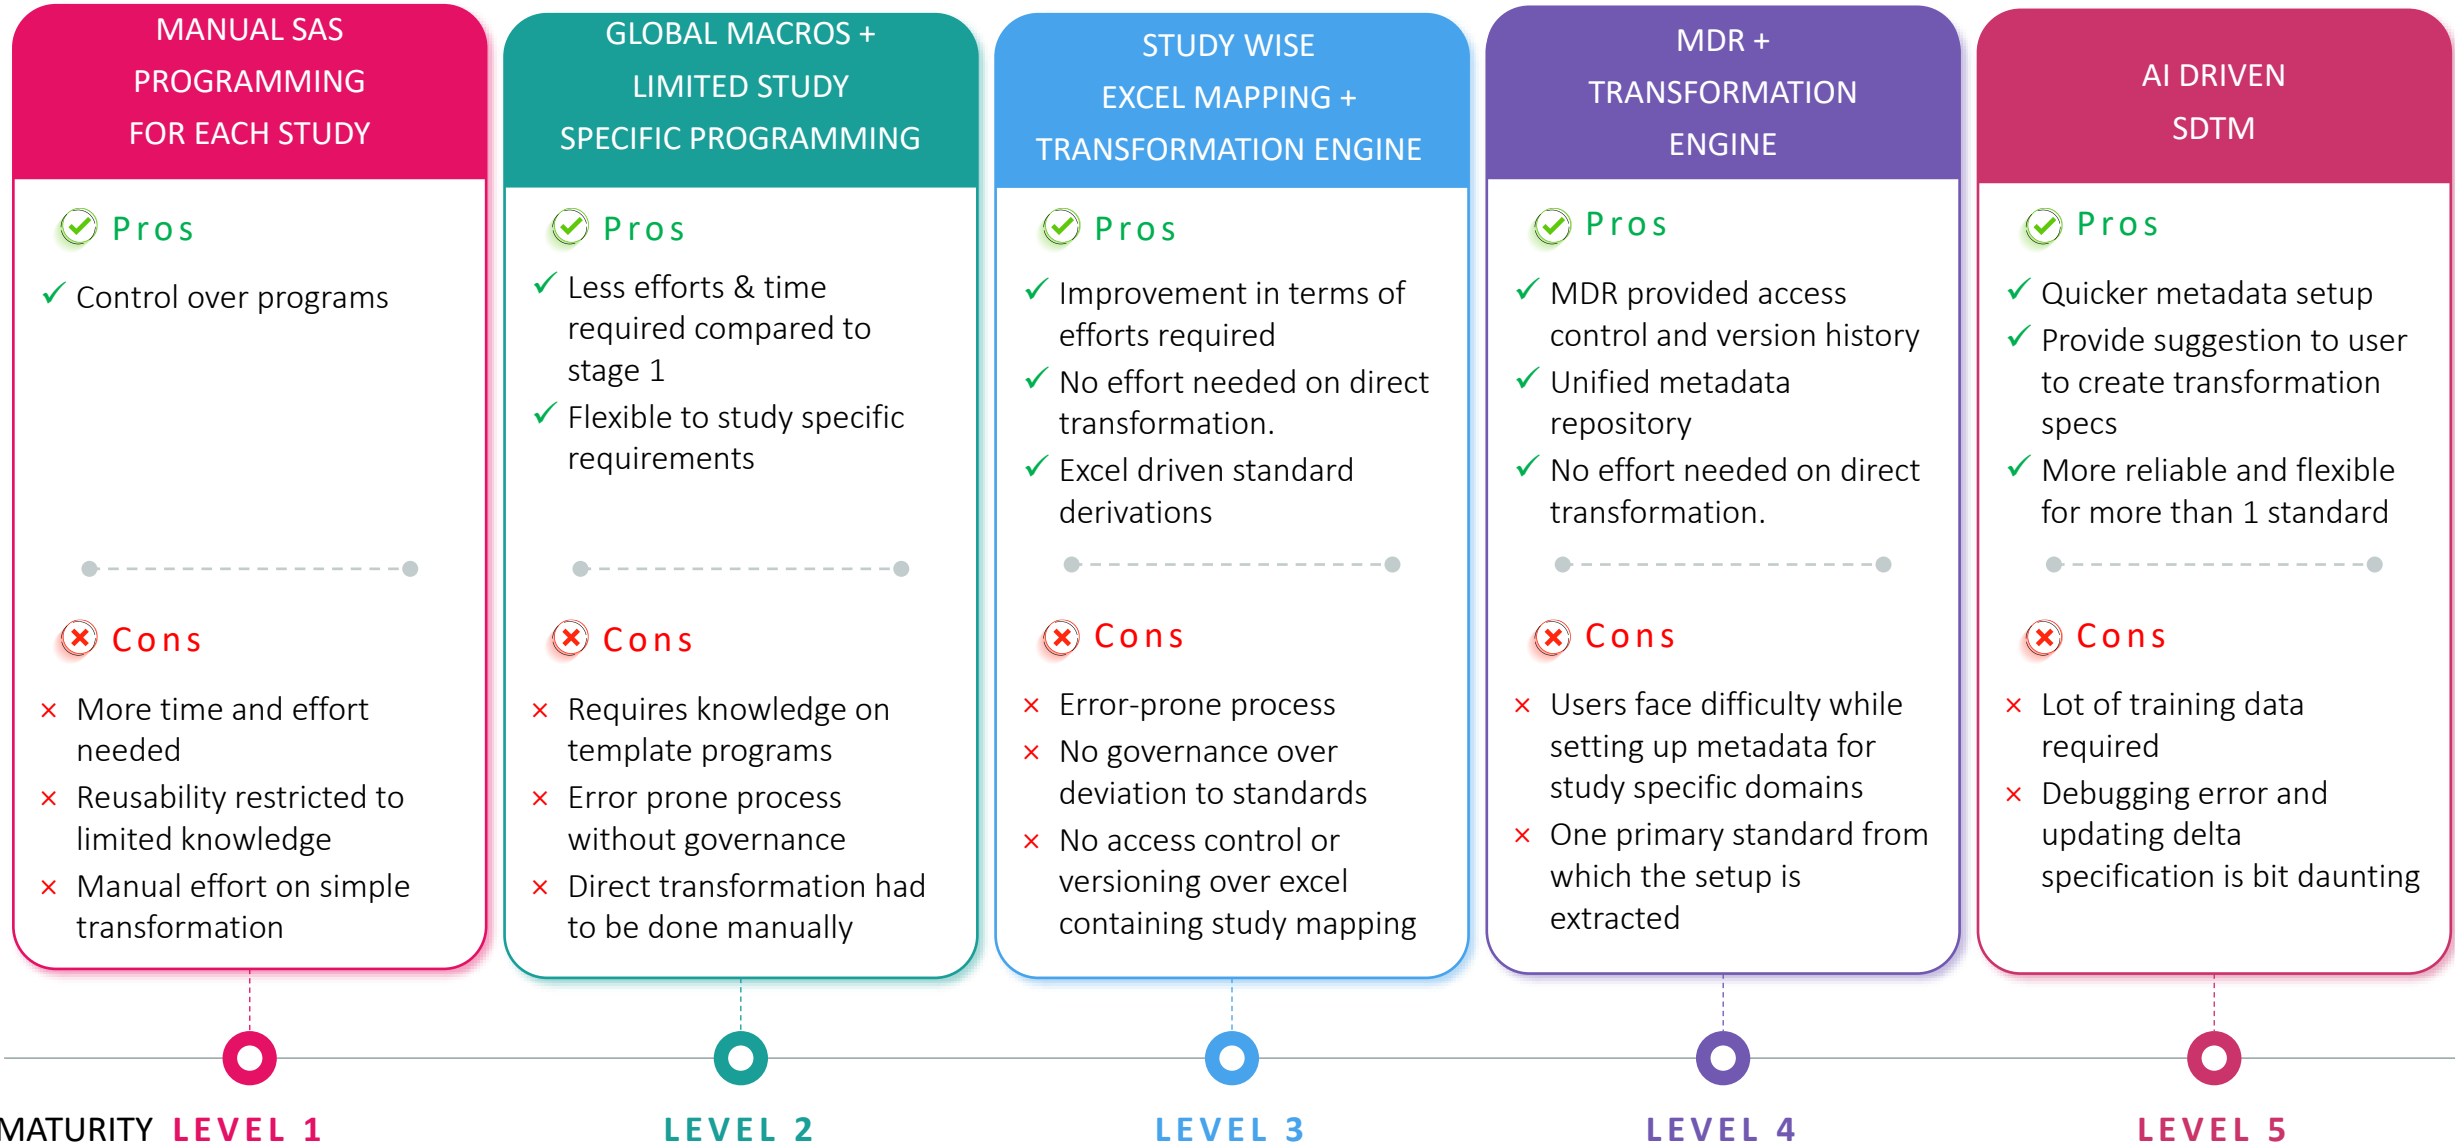 MANUAL SAS
PROGRAMMING
FOR EACH STUDY
Pros
✓ Control over programs
Cons
× More time and effort
needed
× Reusability restricted to
limited knowledge
× Manual effort on simple
transformation
GLOBAL MACROS +
LIMITED STUDY
SPECIFIC PROGRAMMING
Pros
✓ Less efforts & time
required compared to
stage 1
✓ Flexible to study specific
requirements
Cons
× Requires knowledge on
template programs
× Error prone process
without governance
× Direct transformation had
to be done manually
STUDY WISE
EXCEL MAPPING +
TRANSFORMATION ENGINE
Pros
✓ Improvement in terms of
efforts required
✓ No effort needed on direct
transformation.
✓ Excel driven standard
derivations
Cons
× Error-prone process
× No governance over
deviation to standards
× No access control or
versioning over excel
containing study mapping
MDR +
TRANSFORMATION
ENGINE
Pros
✓ MDR provided access
control and version history
✓ Unified metadata
repository
✓ No effort needed on direct
transformation.
Cons
× Users face difficulty while
setting up metadata for
study specific domains
× One primary standard from
which the setup is
extracted
AI DRIVEN
SDTM
Pros
✓ Quicker metadata setup
✓ Provide suggestion to user
to create transformation
specs
✓ More reliable and flexible
for more than 1 standard
Cons
× Lot of training data
required
× Debugging error and
updating delta
specification is bit daunting
MATURITY LEVEL 1
LEVEL 2
LEVEL 3
LEVEL 4
LEVEL 5